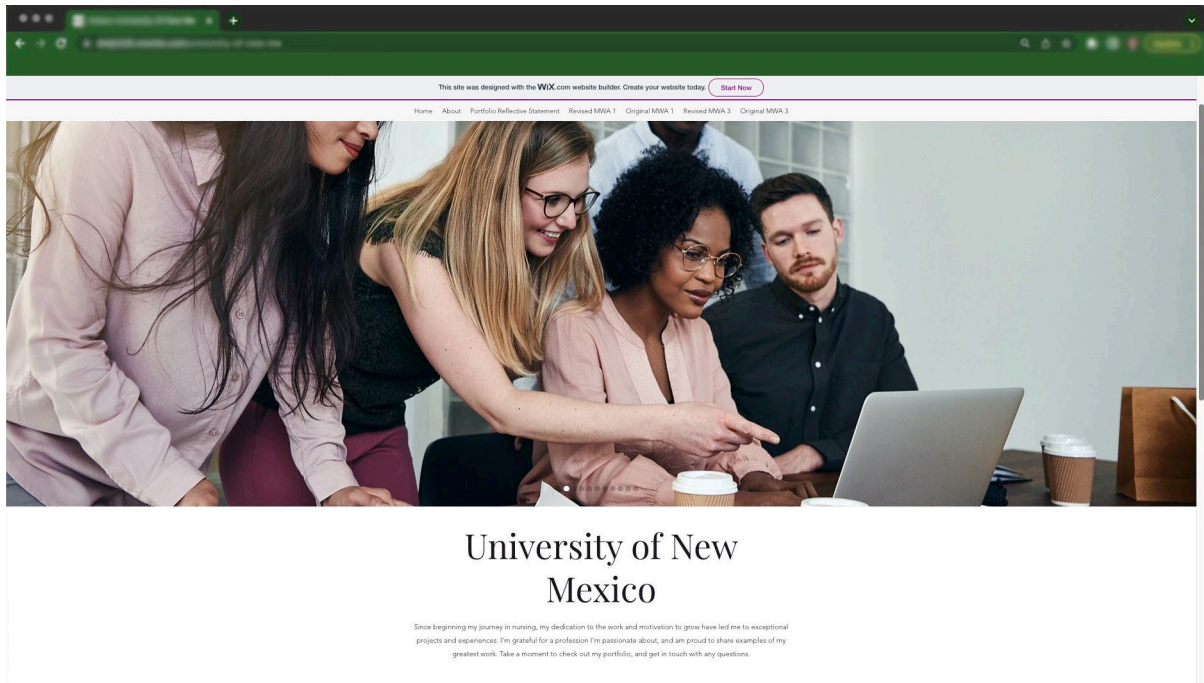 This site was designed with the WiX.com website builder. Create your website today. Start Now
Home About Portfolio Reflective Statement Revised MWA 1 Original MWA 1 Revised MWA 3 Original MWA 3
University of New
Mexico
Since beginning my journey in nursing, my dedication to the work and motivation to grow have led me to exceptional
projects and experiences. I'm grateful for a profession I'm passionate about, and am proud to share examples of my
greatest work. Take a moment to check out my portfolio, and get in touch with any questions.